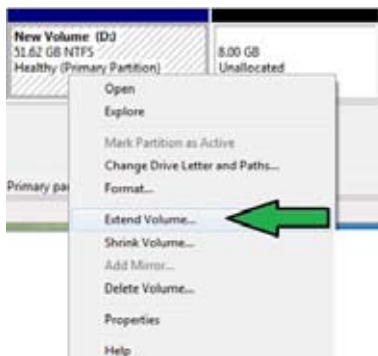 New Volume (D:)
51.62 GB NTFS
Healthy (Primary Partition)
8.00 GB
Unallocated
Open
Explore
Mark Partition as Active
Change Drive Letter and Paths...
Format...
Primary pa
Extend Volume...
Shrink Volume...
Add Mirror...
Delete Volume...
Properties
Help